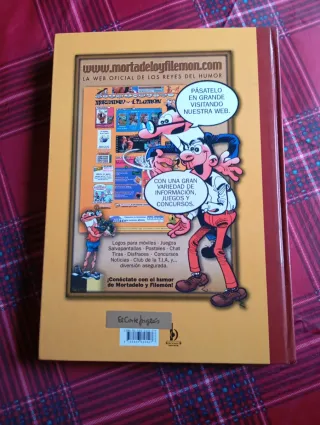 www.mortadeloyfilemon.com
LA WEB OFICIAL DE LOS REYES DEL HUMOR
MORTADELO y FILEMON
PÁSATELO
EN GRANDE
VISITANDO
NUESTRA WEB.
CON UNA GRAN
VARIEDAD DE
INFORMACIÓN,
JUEGOS Y
CONCURSOS.
Logos para móviles · Juegos
Salvapantallas · Postales · Chat
Tiras · Disfraces · Concursos
Noticias · Club de la T.I.A. y...
diversión asegurada.
¡Conéctate con el humor
de Mortadelo y Filemón!